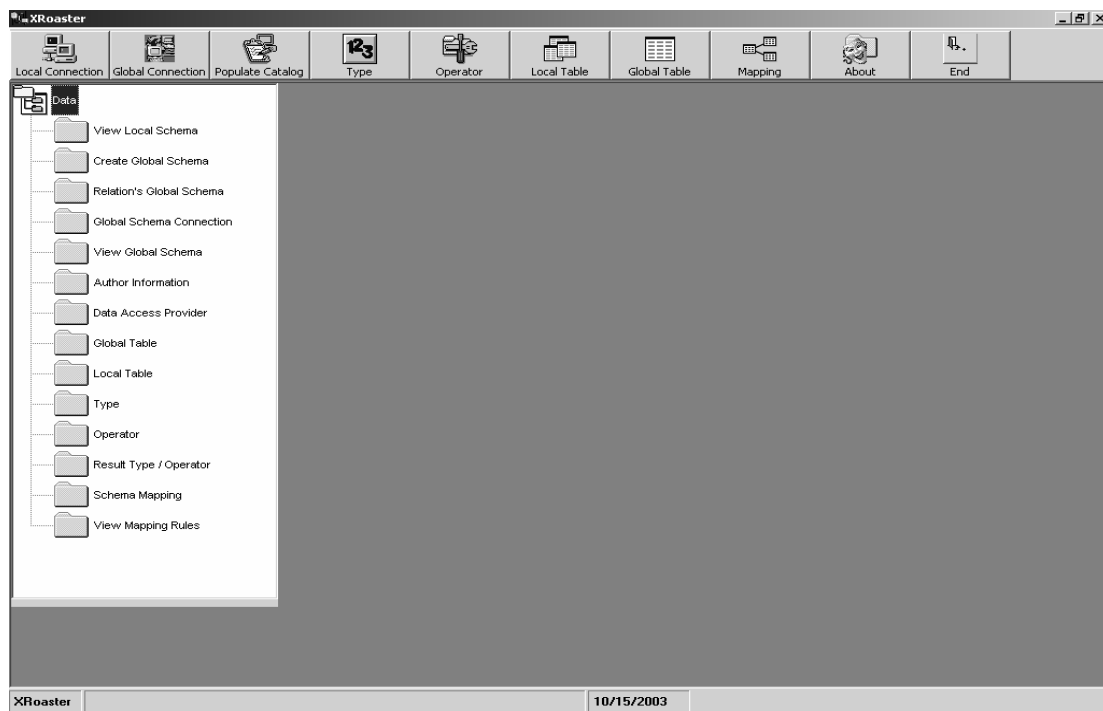 XRoaster
Local Connection Global Connection Populate Catalog Type Operator Local Table Global Table Mapping About End
Data
View Local Schema
Create Global Schema
Relation's Global Schema
Global Schema Connection
View Global Schema
Author Information
Data Access Provider
Global Table
Local Table
Type
Operator
Result Type / Operator
Schema Mapping
View Mapping Rules
XRoaster 10/15/2003